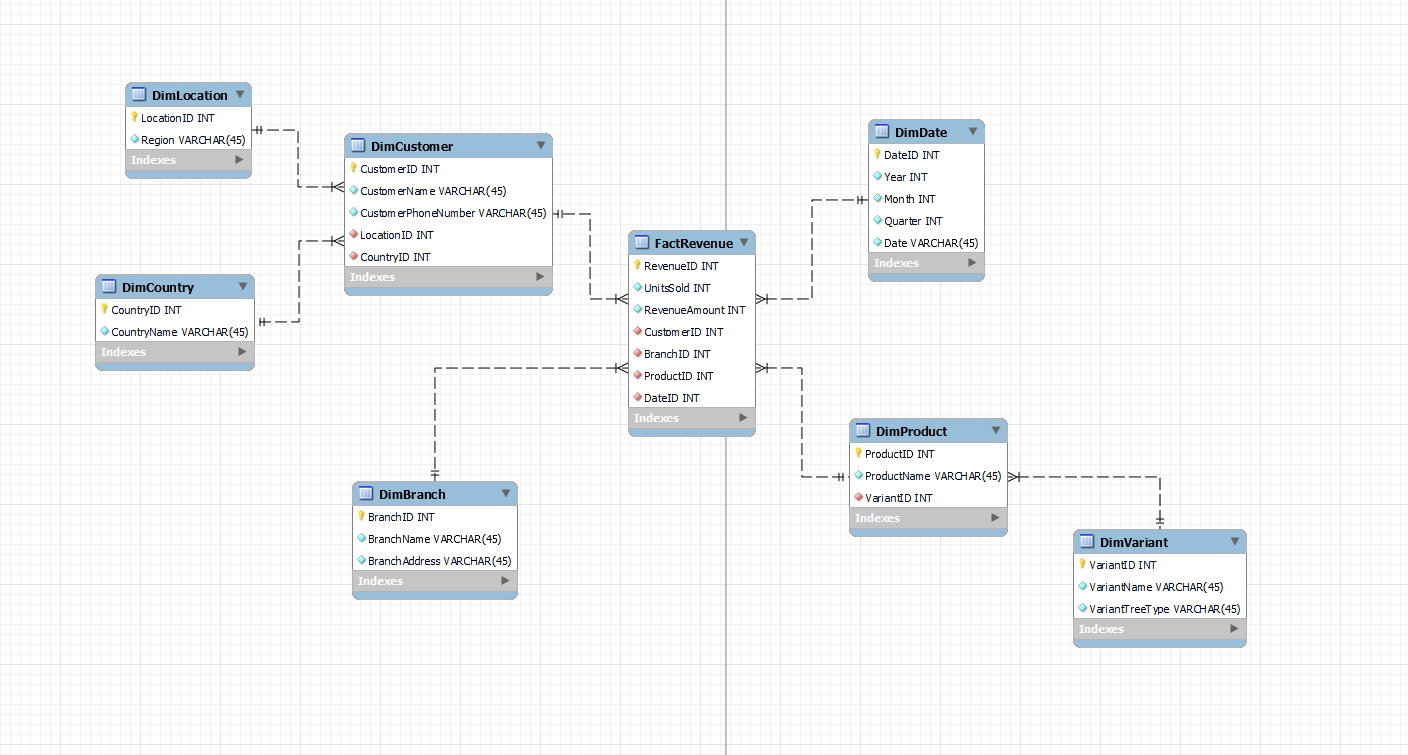 DimLocation
LocationID INT
Region VARCHAR(45)
Indexes
DimCustomer
CustomerID INT
CustomerName VARCHAR(45)
CustomerPhoneNumber VARCHAR(45)
LocationID INT
CountryID INT
Indexes
DimCountry
CountryID INT
CountryName VARCHAR(45)
Indexes
FactRevenue
RevenueID INT
UnitsSold INT
RevenueAmount INT
CustomerID INT
BranchID INT
ProductID INT
DateID INT
Indexes
DimDate
DateID INT
Year INT
Month INT
Quarter INT
Date VARCHAR(45)
Indexes
DimBranch
BranchID INT
BranchName VARCHAR(45)
BranchAddress VARCHAR(45)
Indexes
DimProduct
ProductID INT
ProductName VARCHAR(45)
VariantID INT
Indexes
DimVariant
VariantID INT
VariantName VARCHAR(45)
VariantTreeType VARCHAR(45)
Indexes